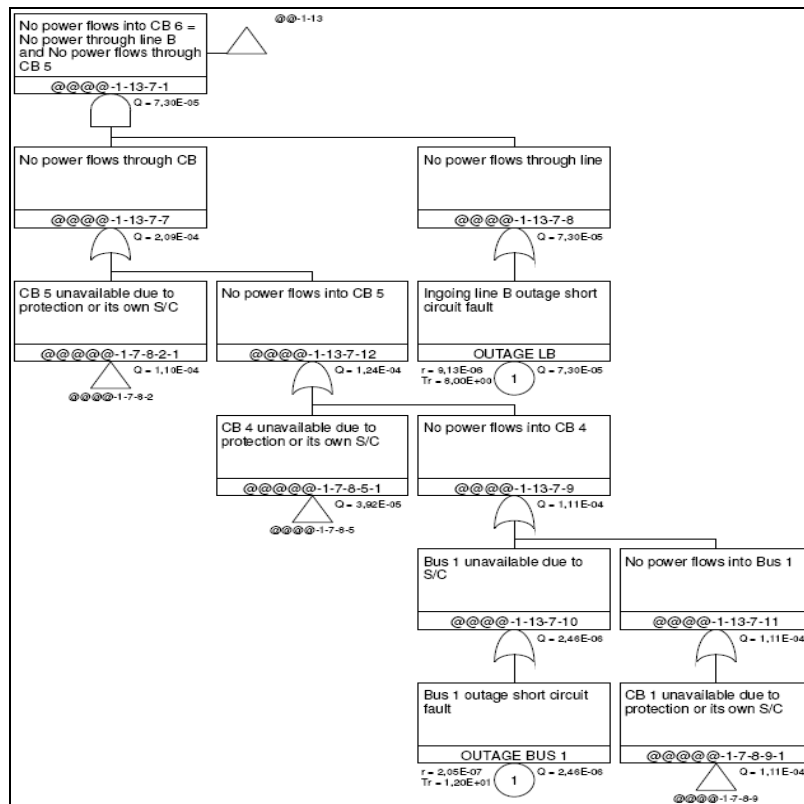 No power flows into CB 6 =
No power through line B
and No power flows through
CB 5
@@-1-13
@@@@-1-13-7-1
Q = 7,30E-05
No power flows through CB
@@@@-1-13-7-7
Q = 2,09E-04
No power flows through line
@@@@-1-13-7-8
Q = 7,30E-05
CB 5 unavailable due to
protection or its own S/C
@@@@@-1-7-8-2-1
Q = 1,10E-04
@@@@-1-7-8-2
No power flows into CB 5
@@@@-1-13-7-12
Q = 1,24E-04
Ingoing line B outage short
circuit fault
OUTAGE LB
r = 9,13E-06
Tr = 8,00E+00
1
Q = 7,30E-05
CB 4 unavailable due to
protection or its own S/C
@@@@@-1-7-8-5-1
Q = 3,92E-05
@@@@-1-7-8-5
No power flows into CB 4
@@@@-1-13-7-9
Q = 1,11E-04
Bus 1 unavailable due to
S/C
@@@@-1-13-7-10
Q = 2,46E-06
No power flows into Bus 1
@@@@-1-13-7-11
Q = 1,11E-04
Bus 1 outage short circuit
fault
OUTAGE BUS 1
r = 2,05E-07
Tr = 1,20E+01
1
Q = 2,46E-06
CB 1 unavailable due to
protection or its own S/C
@@@@@-1-7-8-9-1
Q = 1,11E-04
@@@@-1-7-8-9